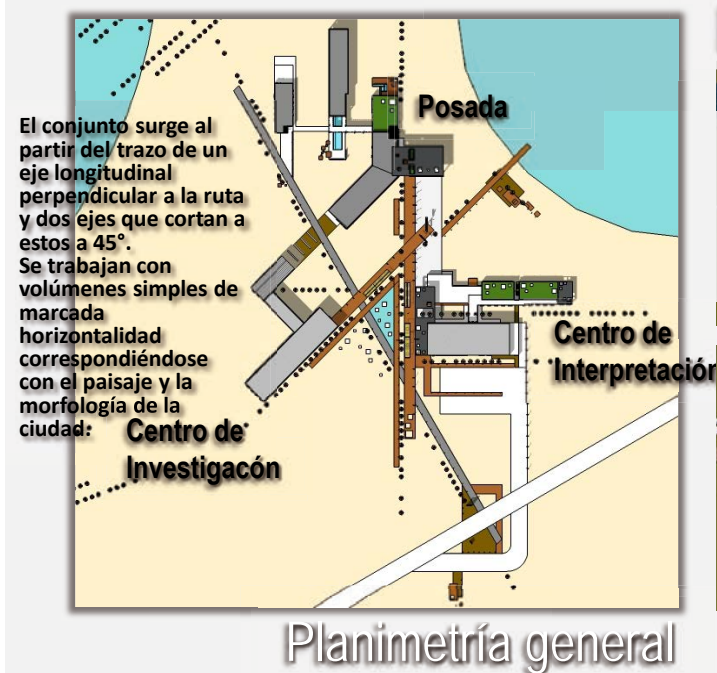 Posada
El conjunto surge al
partir del trazo de un
eje longitudinal
perpendicular a la ruta
y dos ejes que cortan a
estos a 45°.
Se trabajan con
volúmenes simples de
marcada
horizontalidad
correspondiéndose
con el paisaje y la
morfología de la
ciudad.
Centro de
Interpretación
Centro de
Investigacón
Planimetría general